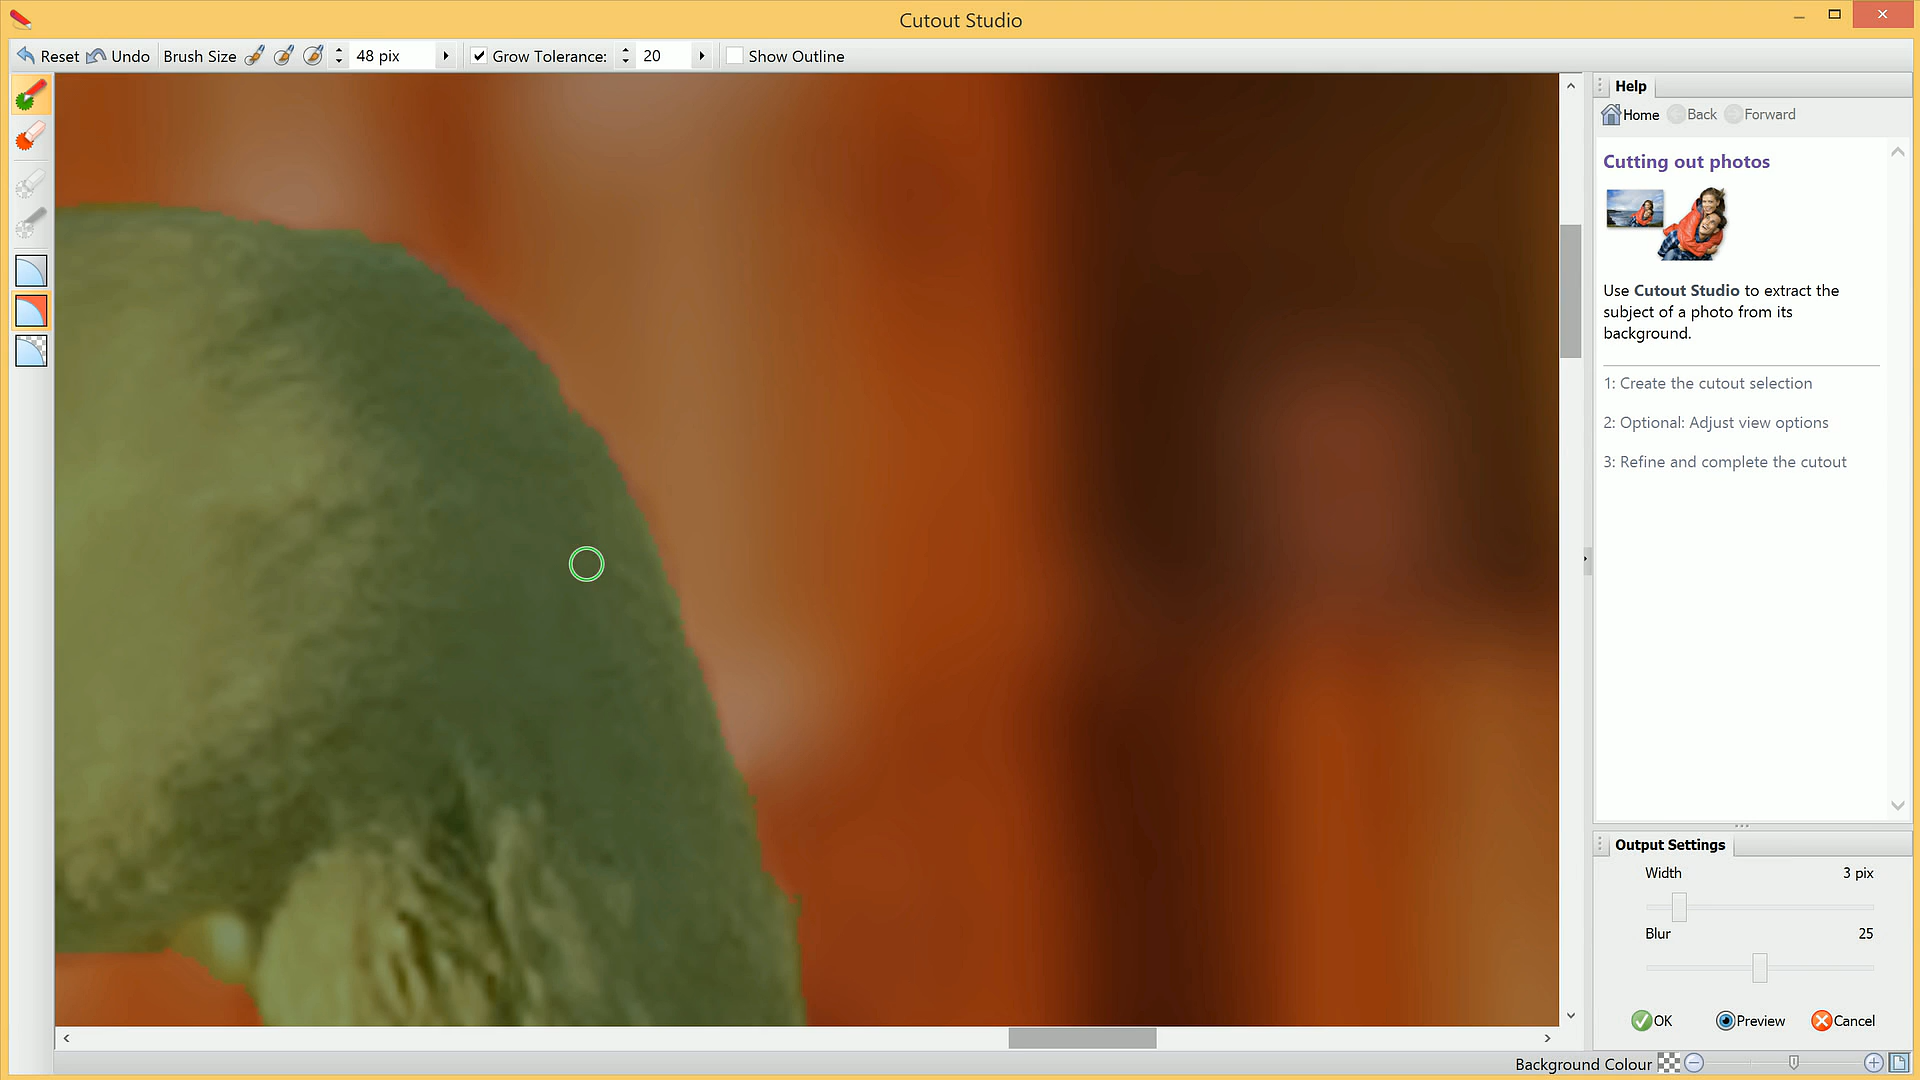 Cutout Studio
Reset Undo Brush Size 48 pix Grow Tolerance: 20 Show Outline
Help
Home Back Forward
Cutting out photos
Use Cutout Studio to extract the
subject of a photo from its
background.
1: Create the cutout selection
2: Optional: Adjust view options
3: Refine and complete the cutout
Output Settings
Width 3 pix
Blur 25
OK Preview Cancel
Background Colour